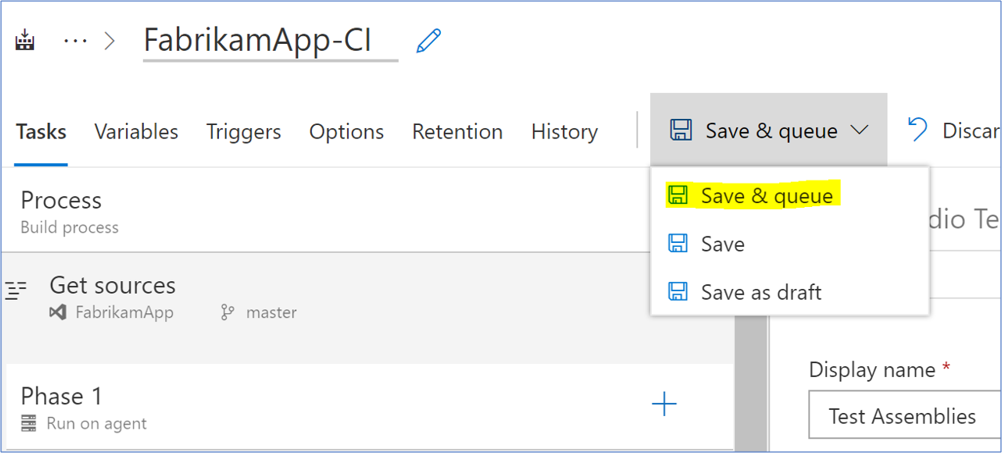 ... > FabrikamApp-CI
Tasks Variables Triggers Options Retention History Save & queue Discar
Save & queue
Save
Save as draft
Process
Build process
dio Te
Get sources
FabrikamApp master
Phase 1
Run on agent
Display name *
Test Assemblies